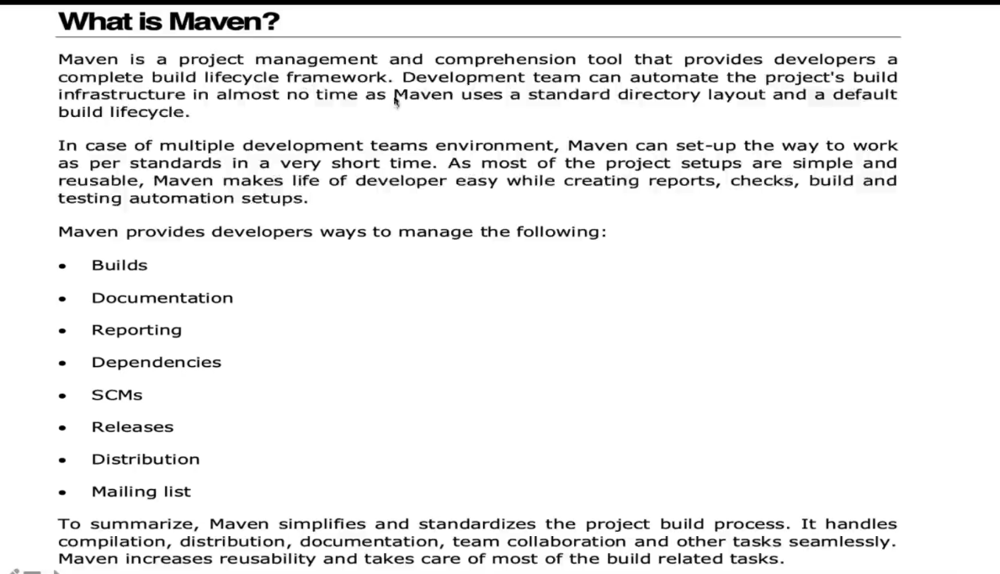 What is Maven?
Maven is a project management and comprehension tool that provides developers a
complete build lifecycle framework. Development team can automate the project's build
infrastructure in almost no time as Maven uses a standard directory layout and a default
build lifecycle.
In case of multiple development teams environment, Maven can set-up the way to work
as per standards in a very short time. As most of the project setups are simple and
reusable, Maven makes life of developer easy while creating reports, checks, build and
testing automation setups.
Maven provides developers ways to manage the following:
• Builds
• Documentation
• Reporting
• Dependencies
• SCMs
• Releases
• Distribution
• Mailing list
To summarize, Maven simplifies and standardizes the project build process. It handles
compilation, distribution, documentation, team collaboration and other tasks seamlessly.
Maven increases reusability and takes care of most of the build related tasks.